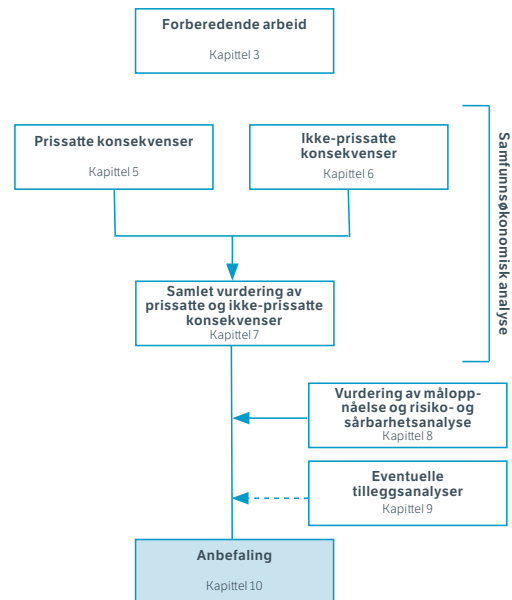 Forberedende arbeid
Kapittel 3
Prissatte konsekvenser
Kapittel 5
Ikke-prissatte
konsekvenser
Kapittel 6
Samfunnsøkonomisk analyse
Samlet vurdering av
prissatte og ikke-prissatte
konsekvenser
Kapittel 7
Vurdering av målopp-
nåelse og risiko- og
sårbarhetsanalyse
Kapittel 8
Eventuelle
tilleggsanalyser
Kapittel 9
Anbefaling
Kapittel 10